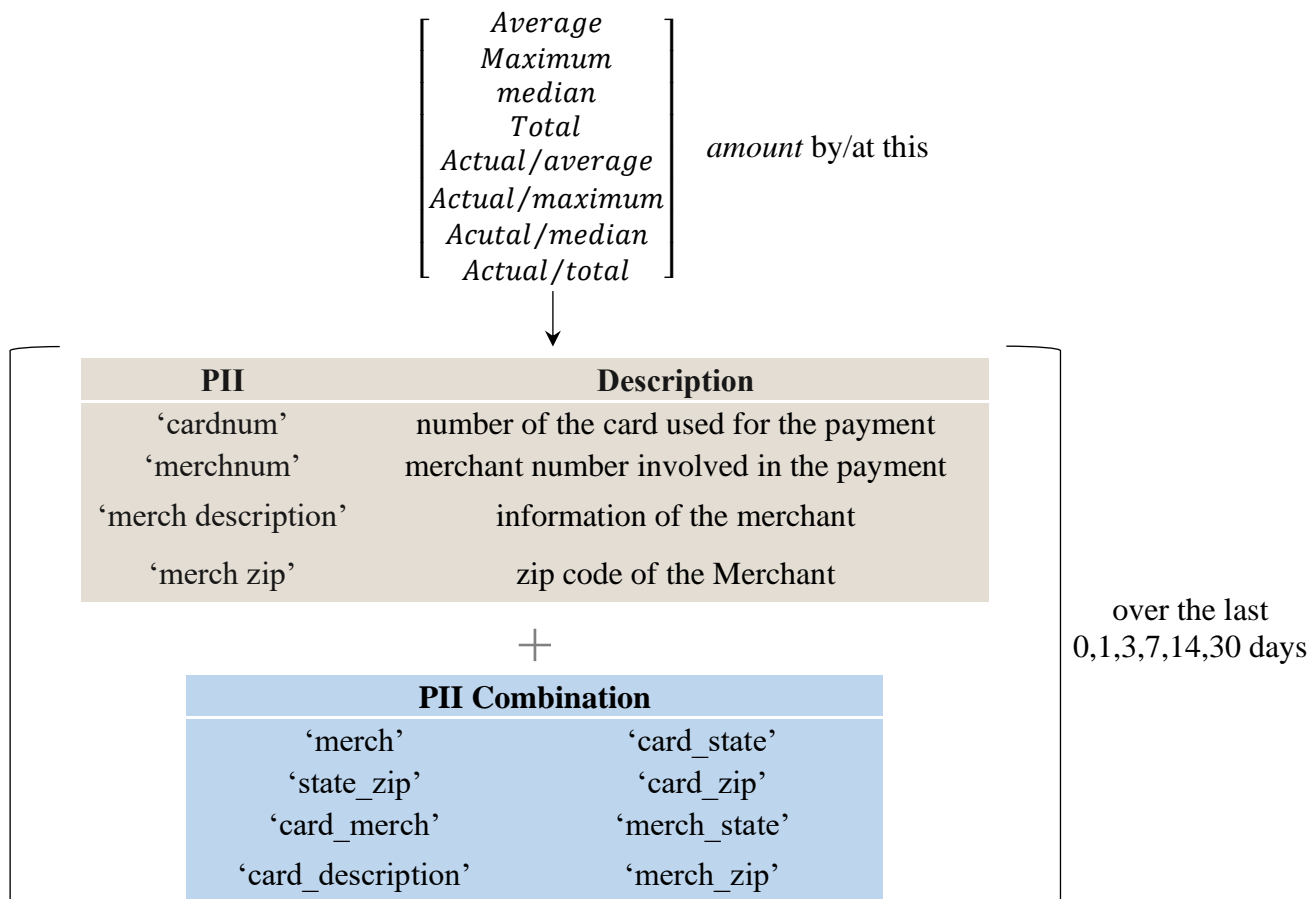 Average
Maximum
median
Total
Actual/average
Actual/maximum
Acutal/median
Actual/total
amount by/at this
PII Description
‘cardnum’ number of the card used for the payment
‘merchnum’ merchant number involved in the payment
‘merch description’ information of the merchant
‘merch zip’ zip code of the Merchant
over the last
0,1,3,7,14,30 days
+
PII Combination
‘merch’ ‘card_state’
‘state_zip’ ‘card_zip’
‘card_merch’ ‘merch_state’
‘card_description’ ‘merch_zip’